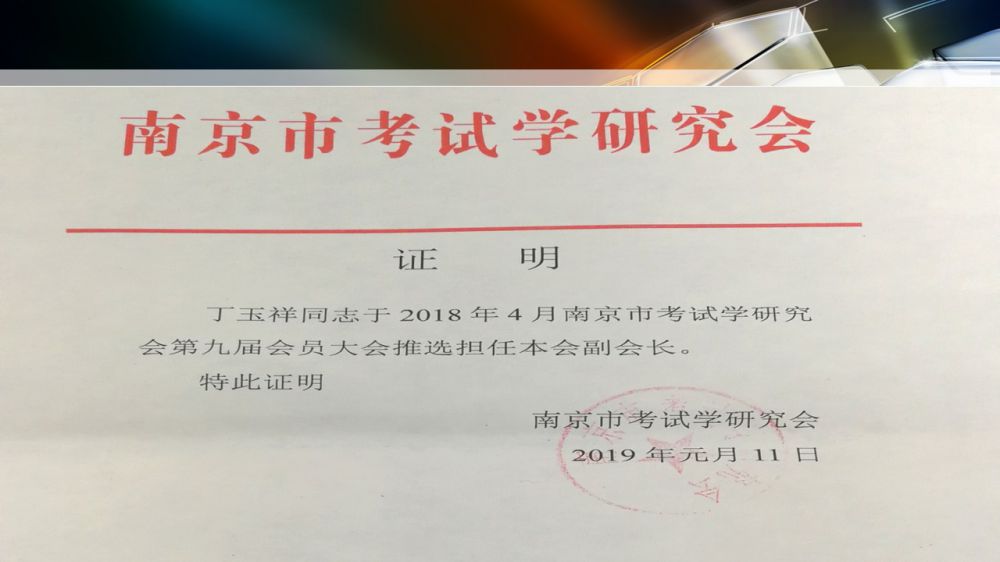 南京市考试学研究会
证 明
丁玉祥同志于 2018 年 4 月南京市考试学研究
会第九届会员大会推选担任本会副会长。
特此证明
南京市考试学研究会
2019 年元月 11 日